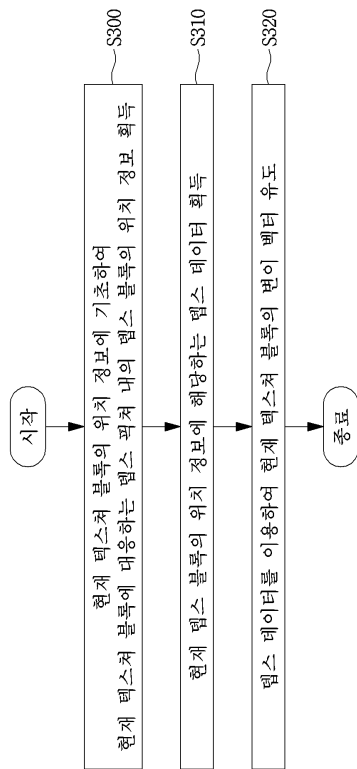 시작
현재 텍스쳐 블록의 위치 정보에 기초하여
현재 텍스쳐 블록에 대응하는 뎁스 픽쳐 내의 뎁스 블록의 위치 정보 획득
S300
현재 뎁스 블록의 위치 정보에 해당하는 뎁스 데이터 획득
S310
뎁스 데이터를 이용하여 현재 텍스쳐 블록의 변이 벡터 유도
S320
종료